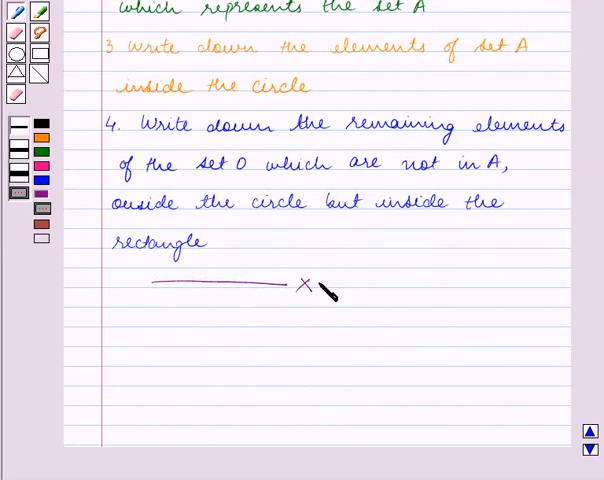 which represents the set A
3 Write down the elements of set A
inside the circle
4. Write down the remaining elements
of the set O which are not in A,
ouside the circle but inside the
rectangle
×